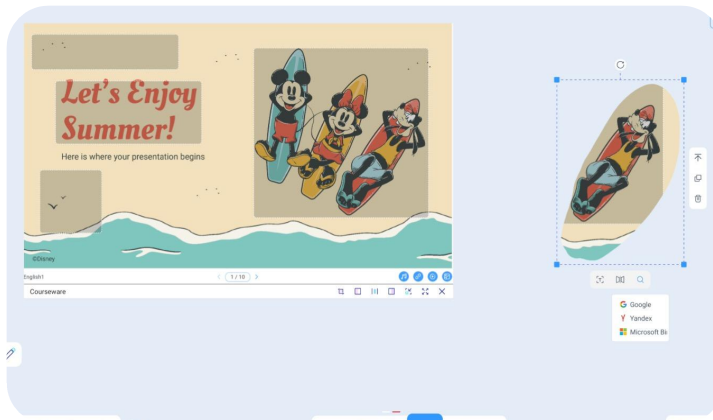 Let's Enjoy
Summer!
Here is where your presentation begins
©Disney
English1
1 / 10
Courseware
Google
Yandex
Microsoft Bi